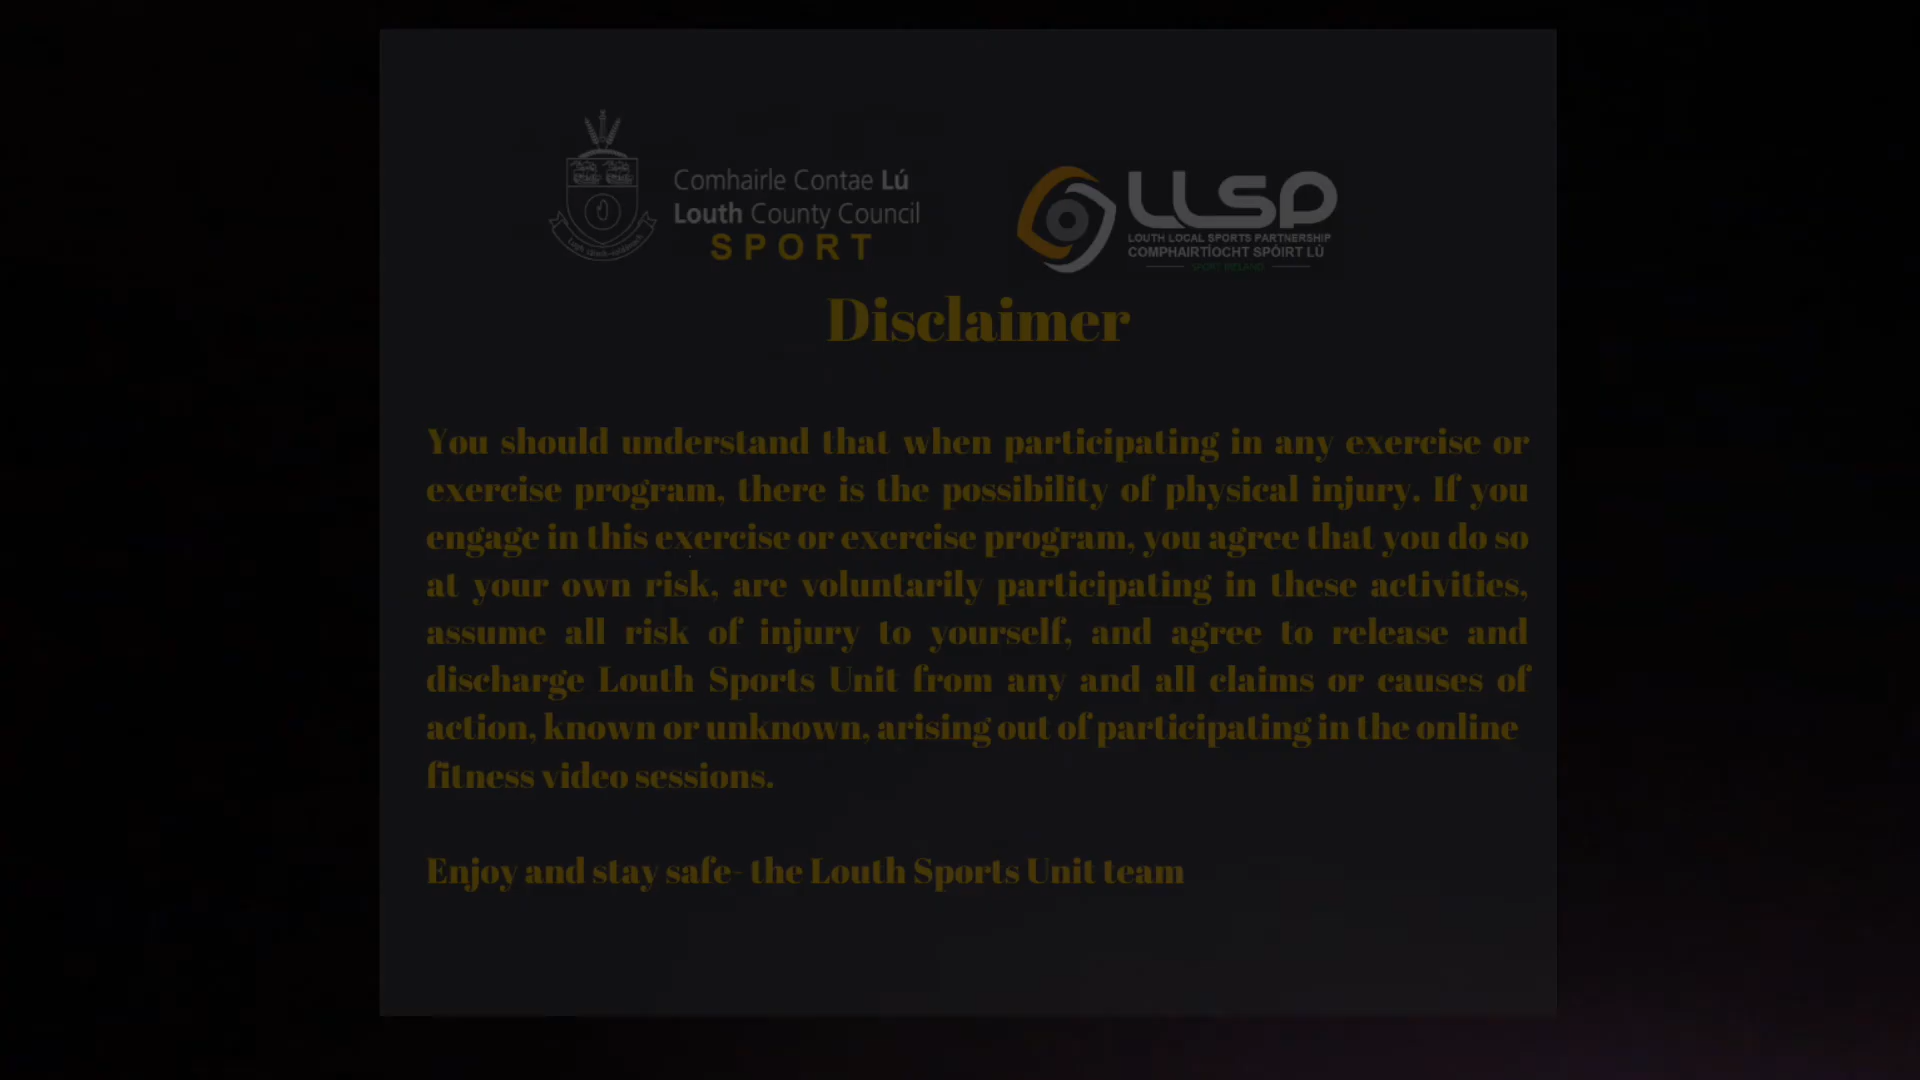 Comhairle Contae Lú
Louth County Council
SPORT
LLSP
LOUTH LOCAL SPORTS PARTNERSHIP
COMPHAIRTÍOCHT SPÓIRT LÚ
SPORT IRELAND
Disclaimer
You should understand that when participating in any exercise or
exercise program, there is the possibility of physical injury. If you
engage in this exercise or exercise program, you agree that you do so
at your own risk, are voluntarily participating in these activities,
assume all risk of injury to yourself, and agree to release and
discharge Louth Sports Unit from any and all claims or causes of
action, known or unknown, arising out of participating in the online
fitness video sessions.
Enjoy and stay safe- the Louth Sports Unit team